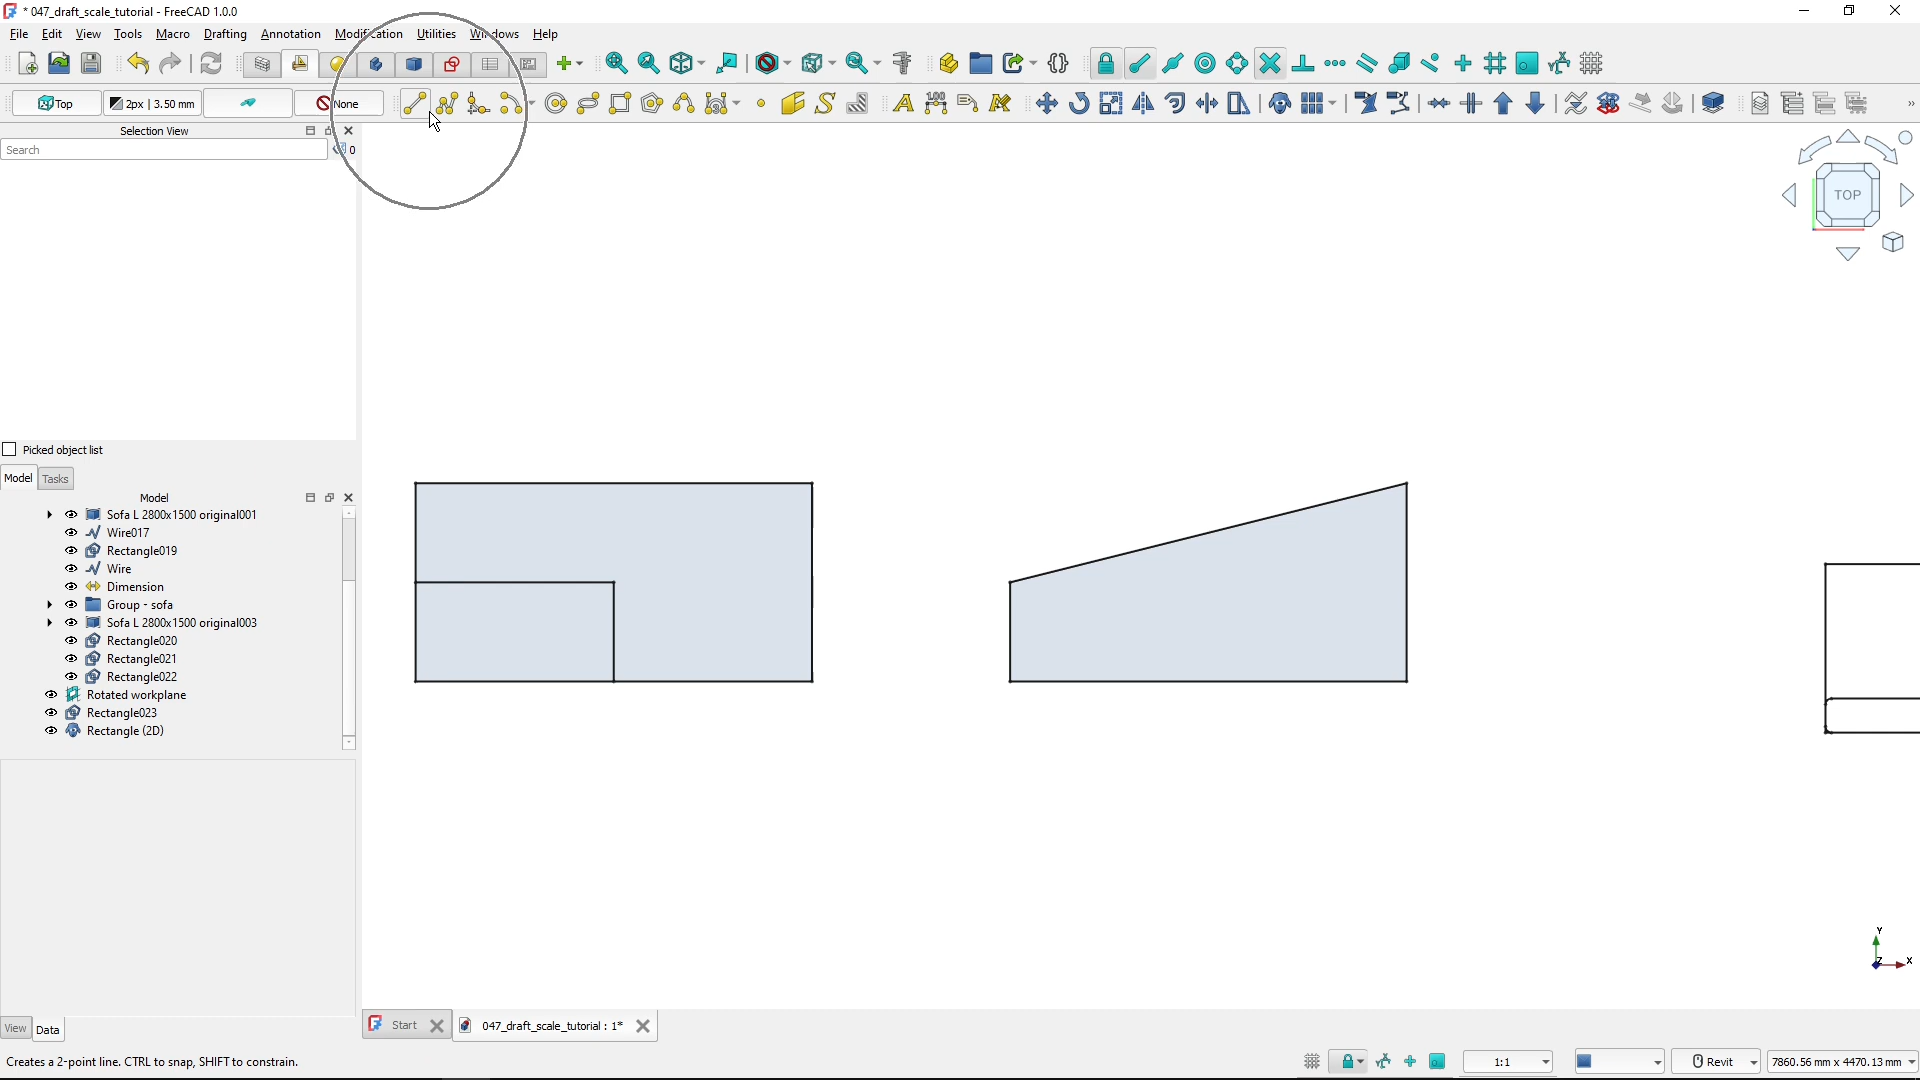 * 047_draft_scale_tutorial - FreeCAD 1.0.0
File Edit View Tools Macro Drafting Annotation Modification Utilities Windows Help
Top 2px | 3.50 mm None
Selection View
Search
0
TOP
Picked object list
Model Tasks
Model
Sofa L 2800x1500 original001
Wire017
Rectangle019
Wire
Dimension
Group - sofa
Sofa L 2800x1500 original003
Rectangle020
Rectangle021
Rectangle022
Rotated workplane
Rectangle023
Rectangle (2D)
Y
Z X
View Data
Start 047_draft_scale_tutorial : 1*
Creates a 2-point line. CTRL to snap, SHIFT to constrain.
1:1 Revit 7860.56 mm x 4470.13 mm